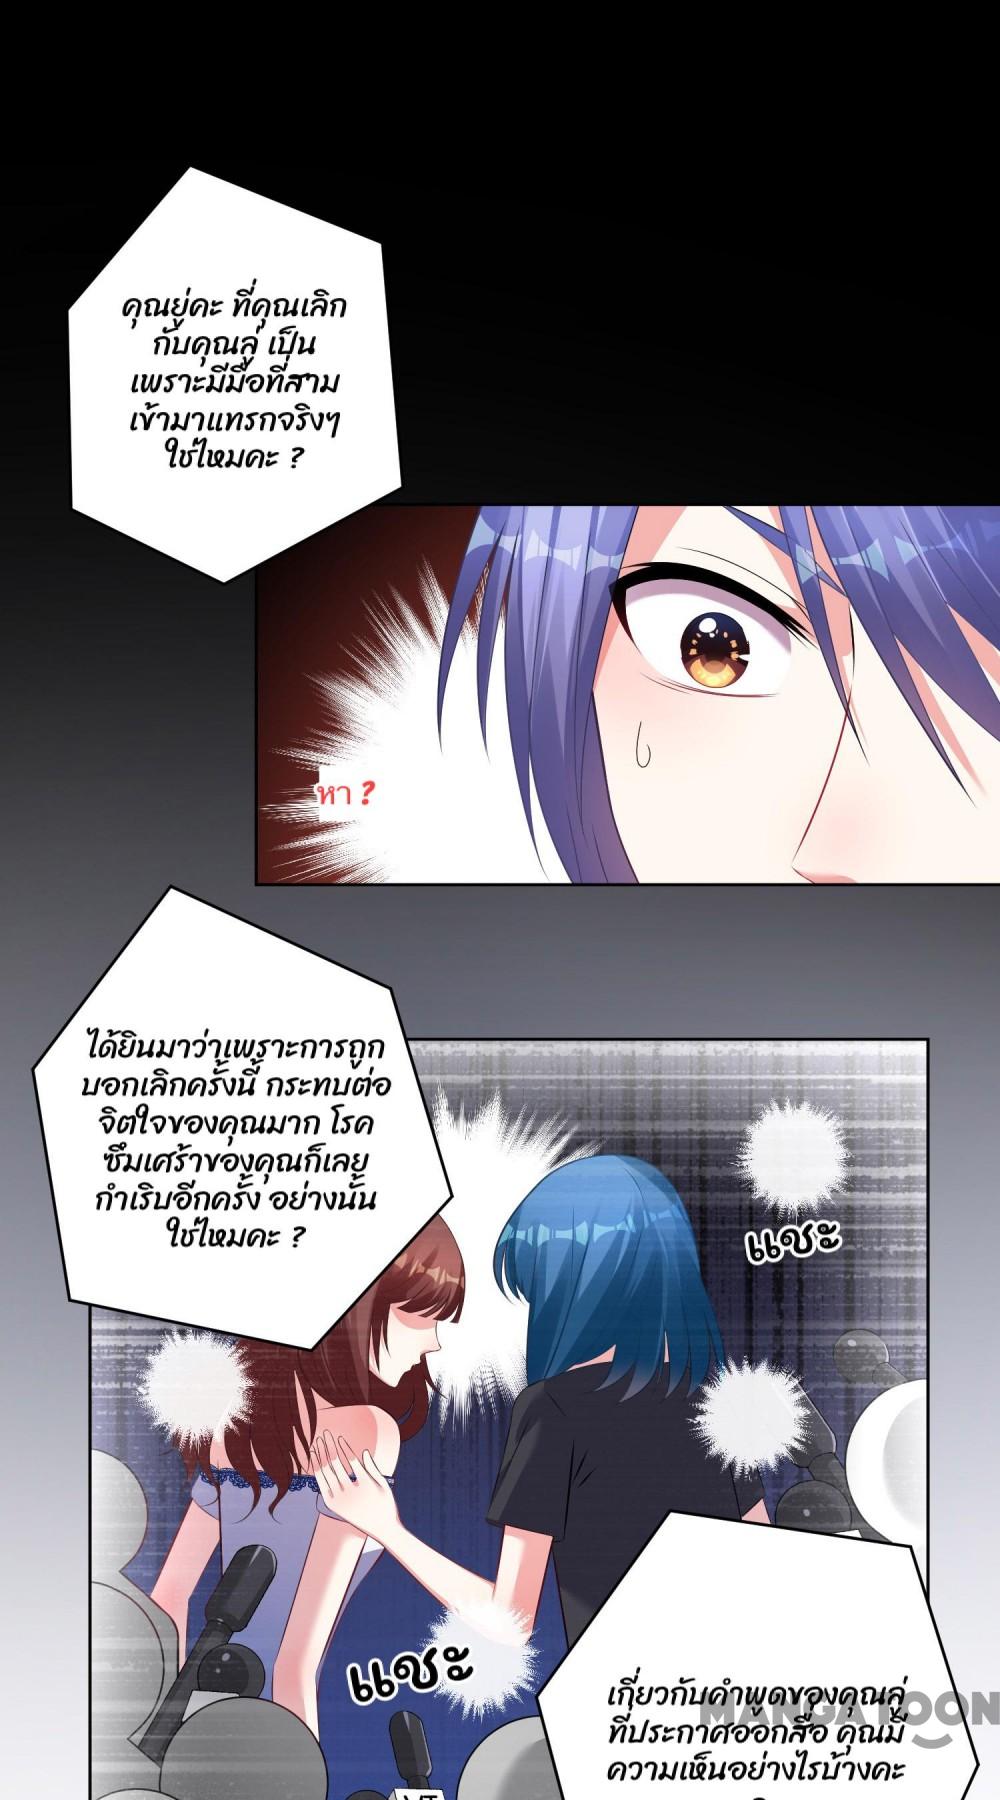 คุณยู่คะ ที่คุณเลิก
กับคุณลู่ เป็น
เพราะมีมือที่สาม
เข้ามาแทรกจริงๆ
ใช่ไหมคะ ?
หา ?
ได้ยินมาว่าเพราะการถูก
บอกเลิกครั้งนี้ กระทบต่อ
จิตใจของคุณมาก โรค
ซึมเศร้าของคุณก็เลย
กำเริบอีกครั้ง อย่างนั้น
ใช่ไหมคะ ?
แชะ
แชะ
เกี่ยวกับคำพูดของคุณลู่
ที่ประกาศออกสื่อ คุณมี
ความเห็นอย่างไรบ้างคะ
MANGATOON